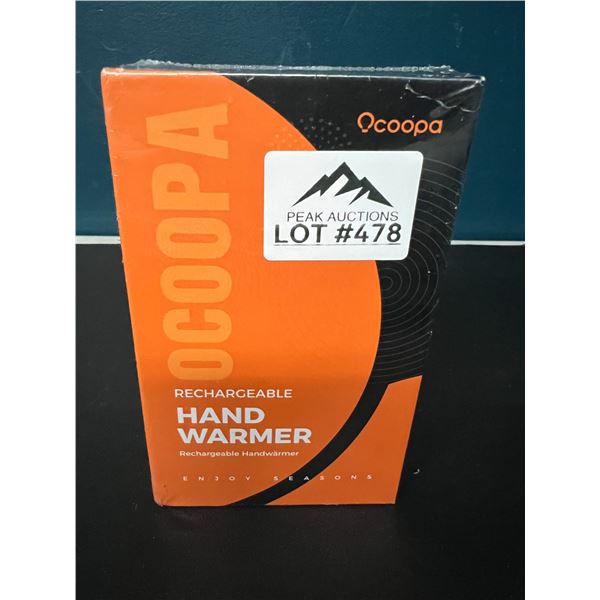 Ocoopa
PEAK AUCTIONS
LOT #478
OCOOPA
RECHARGEABLE
HAND
WARMER
Rechargeable Handwärmer
ENJOY SEASONS